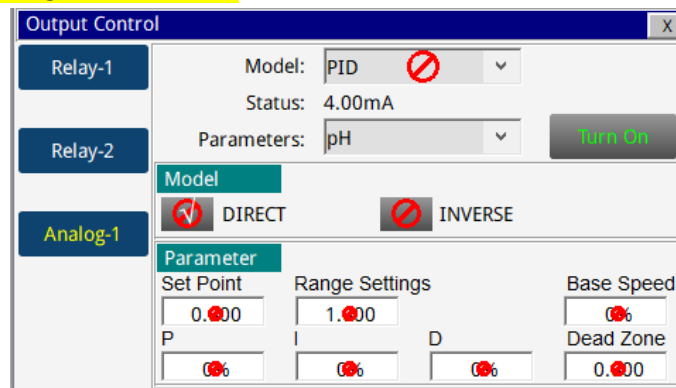 Output Control X
Relay-1
Model: PID
Status: 4.00mA
Parameters: pH
Turn On
Relay-2
Model
DIRECT INVERSE
Analog-1
Parameter
Set Point Range Settings Base Speed
P I D Dead Zone